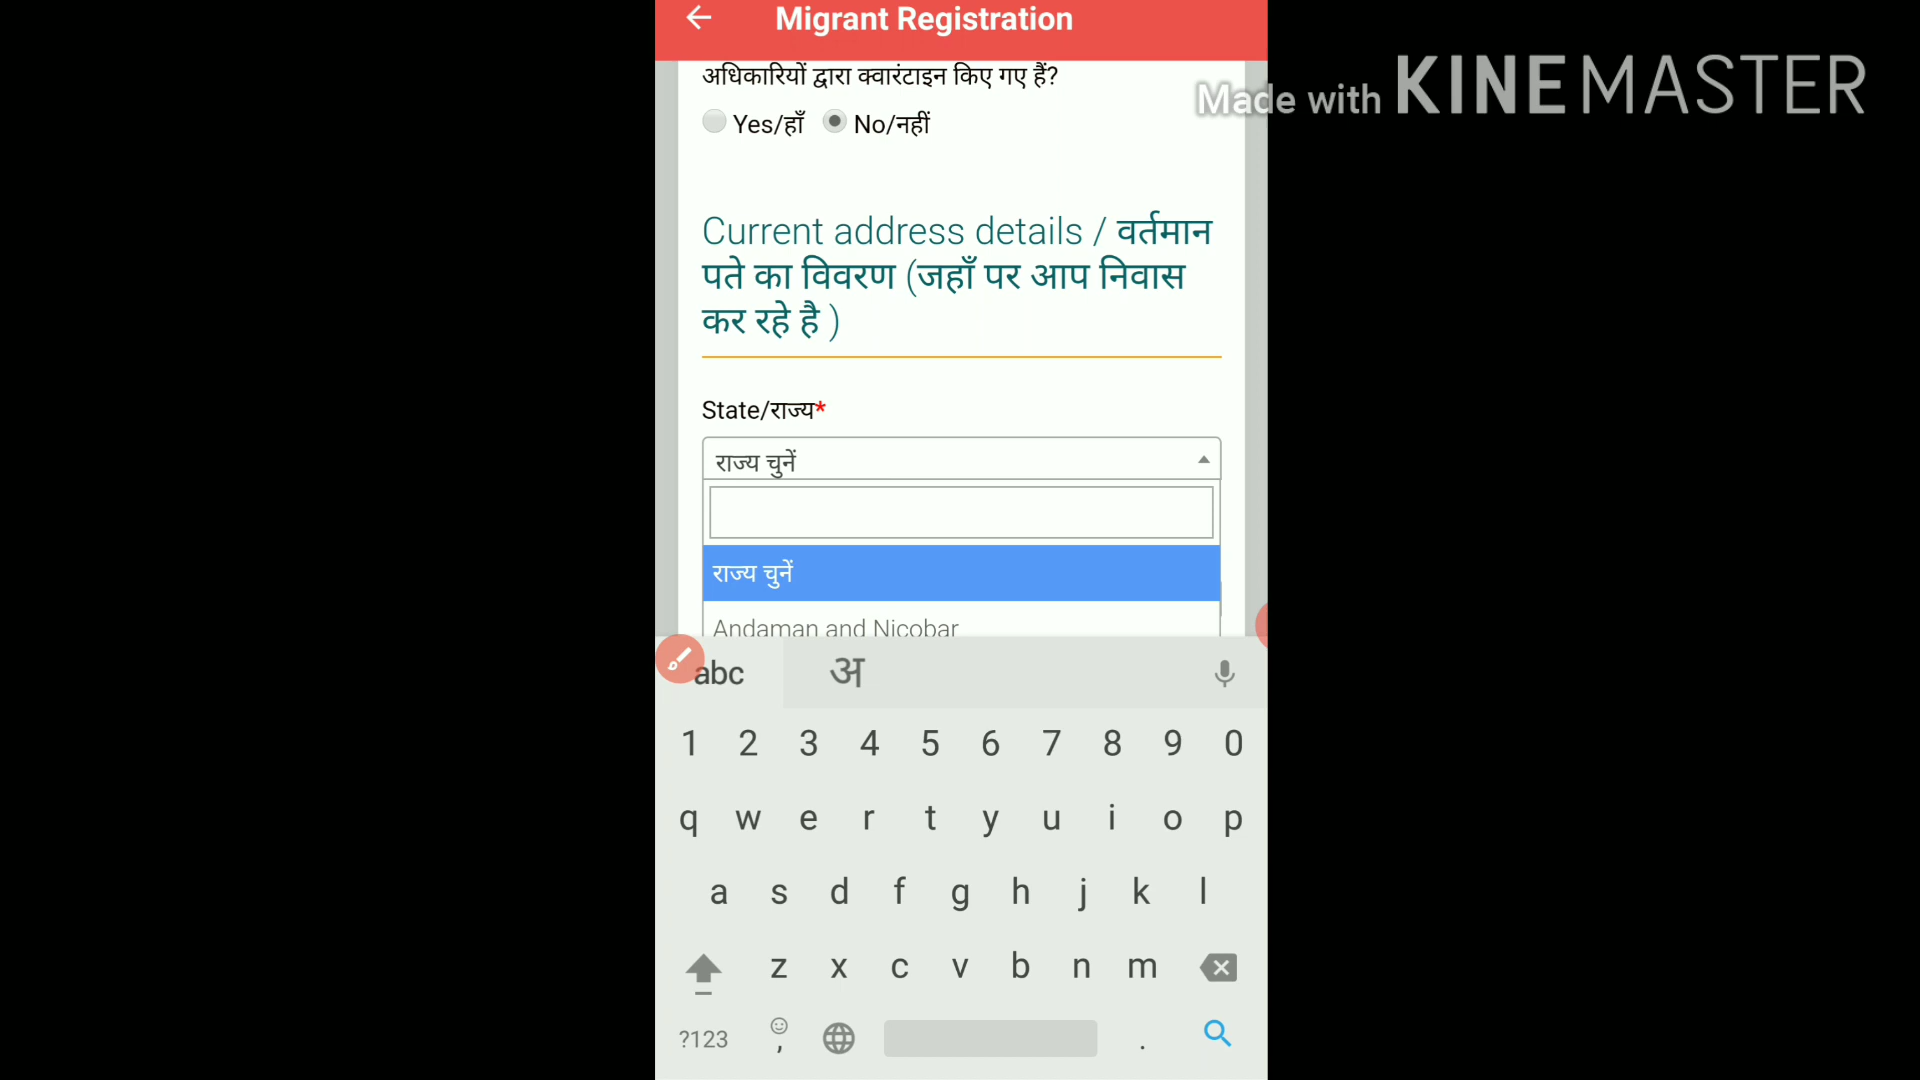 Migrant Registration
अधिकारियों द्वारा क्वारंटाइन किए गए हैं?
Made with KINEMASTER
Yes/हाँ No/नहीं
Current address details / वर्तमान
पते का विवरण (जहाँ पर आप निवास
कर रहे है )
State/राज्य*
राज्य चुनें
राज्य चुनें
Andaman and Nicobar
abc अ
1 2 3 4 5 6 7 8 9 0
q w e r t y u i o p
a s d f g h j k l
z x c v b n m
?123 , .